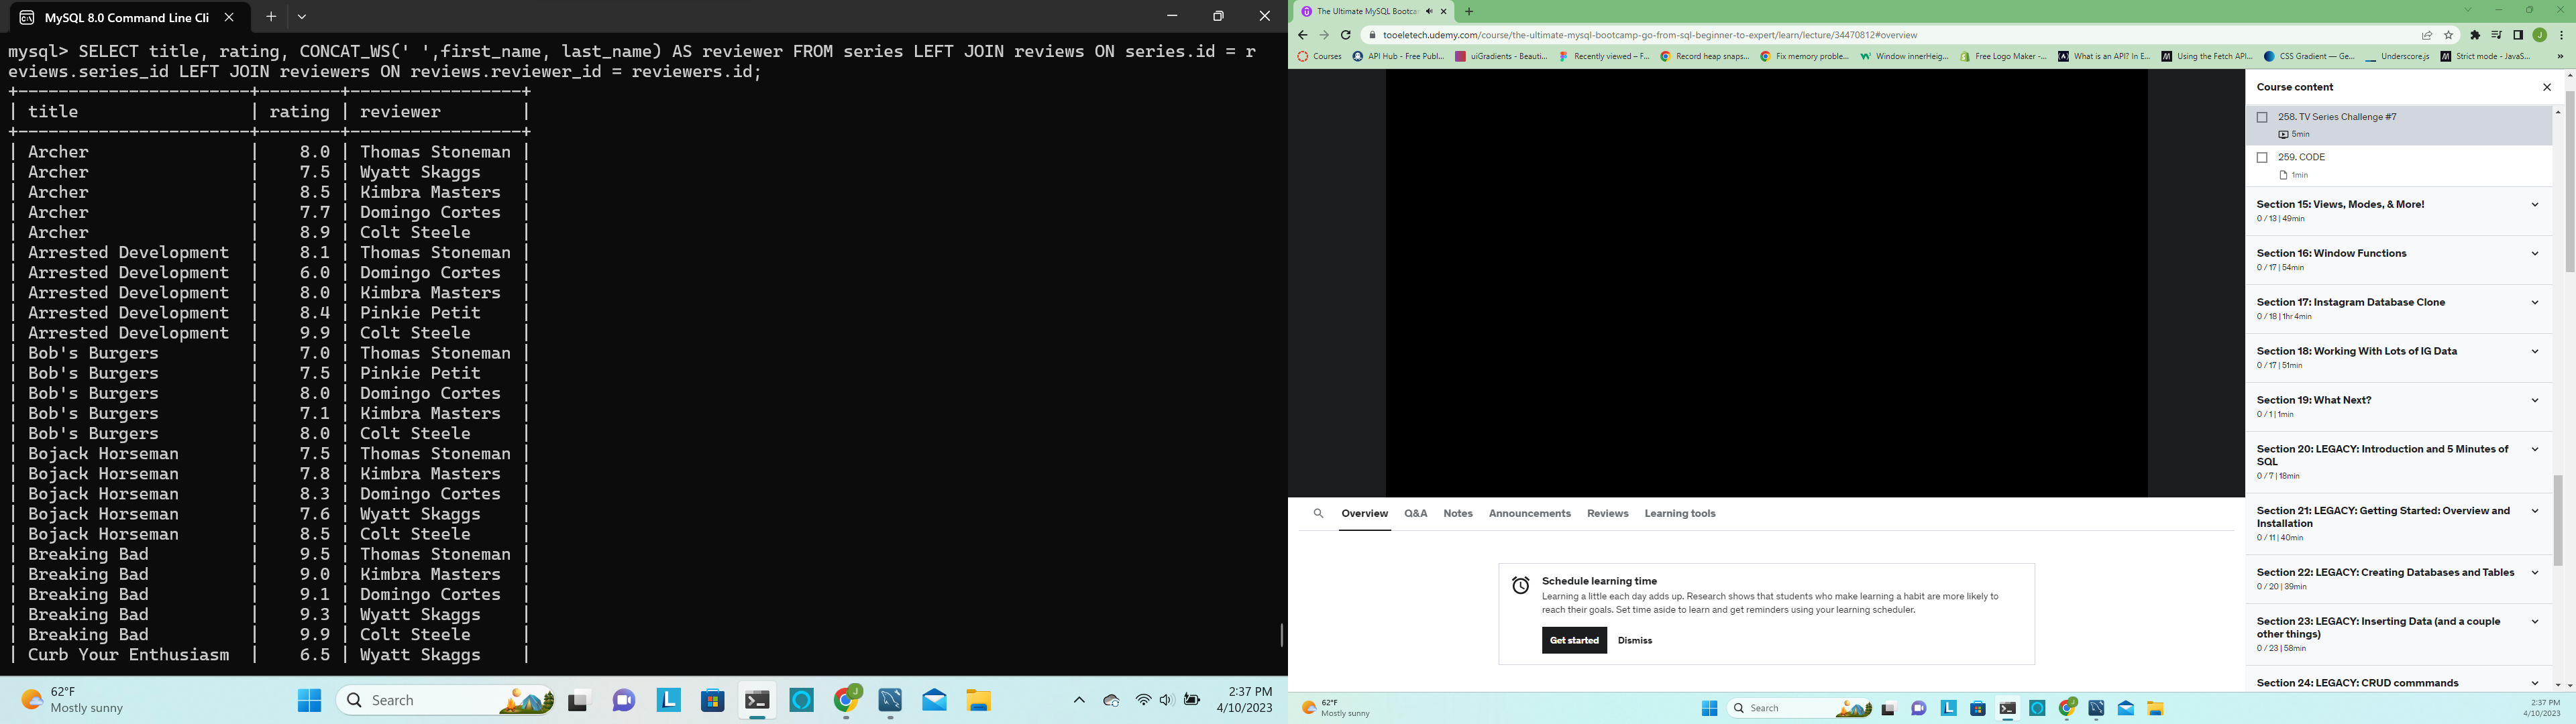 MySQL 8.0 Command Line Cli
mysql> SELECT title, rating, CONCAT_WS(' ',first_name, last_name) AS reviewer FROM series LEFT JOIN reviews ON series.id = r
eviews.series_id LEFT JOIN reviewers ON reviews.reviewer_id = reviewers.id;
+-----------------------+--------+-----------------+
| title | rating | reviewer |
+-----------------------+--------+-----------------+
| Archer | 8.0 | Thomas Stoneman |
| Archer | 7.5 | Wyatt Skaggs |
| Archer | 8.5 | Kimbra Masters |
| Archer | 7.7 | Domingo Cortes |
| Archer | 8.9 | Colt Steele |
| Arrested Development | 8.1 | Thomas Stoneman |
| Arrested Development | 6.0 | Domingo Cortes |
| Arrested Development | 8.0 | Kimbra Masters |
| Arrested Development | 8.4 | Pinkie Petit |
| Arrested Development | 9.9 | Colt Steele |
| Bob's Burgers | 7.0 | Thomas Stoneman |
| Bob's Burgers | 7.5 | Pinkie Petit |
| Bob's Burgers | 8.0 | Domingo Cortes |
| Bob's Burgers | 7.1 | Kimbra Masters |
| Bob's Burgers | 8.0 | Colt Steele |
| Bojack Horseman | 7.5 | Thomas Stoneman |
| Bojack Horseman | 7.8 | Kimbra Masters |
| Bojack Horseman | 8.3 | Domingo Cortes |
| Bojack Horseman | 7.6 | Wyatt Skaggs |
| Bojack Horseman | 8.5 | Colt Steele |
| Breaking Bad | 9.5 | Thomas Stoneman |
| Breaking Bad | 9.0 | Kimbra Masters |
| Breaking Bad | 9.1 | Domingo Cortes |
| Breaking Bad | 9.3 | Wyatt Skaggs |
| Breaking Bad | 9.9 | Colt Steele |
| Curb Your Enthusiasm | 6.5 | Wyatt Skaggs |
62°F
Mostly sunny
Search
2:37 PM
4/10/2023
The Ultimate MySQL Bootca
tooeletech.udemy.com/course/the-ultimate-mysql-bootcamp-go-from-sql-beginner-to-expert/learn/lecture/34470812#overview
Courses API Hub - Free Publ... uiGradients - Beauti... Recently viewed – F... Record heap snaps... Fix memory proble... Window innerHeig... Free Logo Maker -... What is an API? In E... Using the Fetch API... CSS Gradient — Ge... Underscore.js Strict mode - JavaS... »
Course content
258. TV Series Challenge #7
5min
259. CODE
1min
Section 15: Views, Modes, & More!
0 / 13 | 49min
Section 16: Window Functions
0 / 17 | 54min
Section 17: Instagram Database Clone
0 / 18 | 1hr 4min
Section 18: Working With Lots of IG Data
0 / 17 | 51min
Section 19: What Next?
0 / 1 | 1min
Section 20: LEGACY: Introduction and 5 Minutes of
SQL
0 / 7 | 18min
Section 21: LEGACY: Getting Started: Overview and
Installation
0 / 11 | 40min
Section 22: LEGACY: Creating Databases and Tables
0 / 20 | 39min
Section 23: LEGACY: Inserting Data (and a couple
other things)
0 / 23 | 58min
Section 24: LEGACY: CRUD commmands
Overview Q&A Notes Announcements Reviews Learning tools
Schedule learning time
Learning a little each day adds up. Research shows that students who make learning a habit are more likely to
reach their goals. Set time aside to learn and get reminders using your learning scheduler.
Get started Dismiss
62°F
Mostly sunny
Search
2:37 PM
4/10/2023